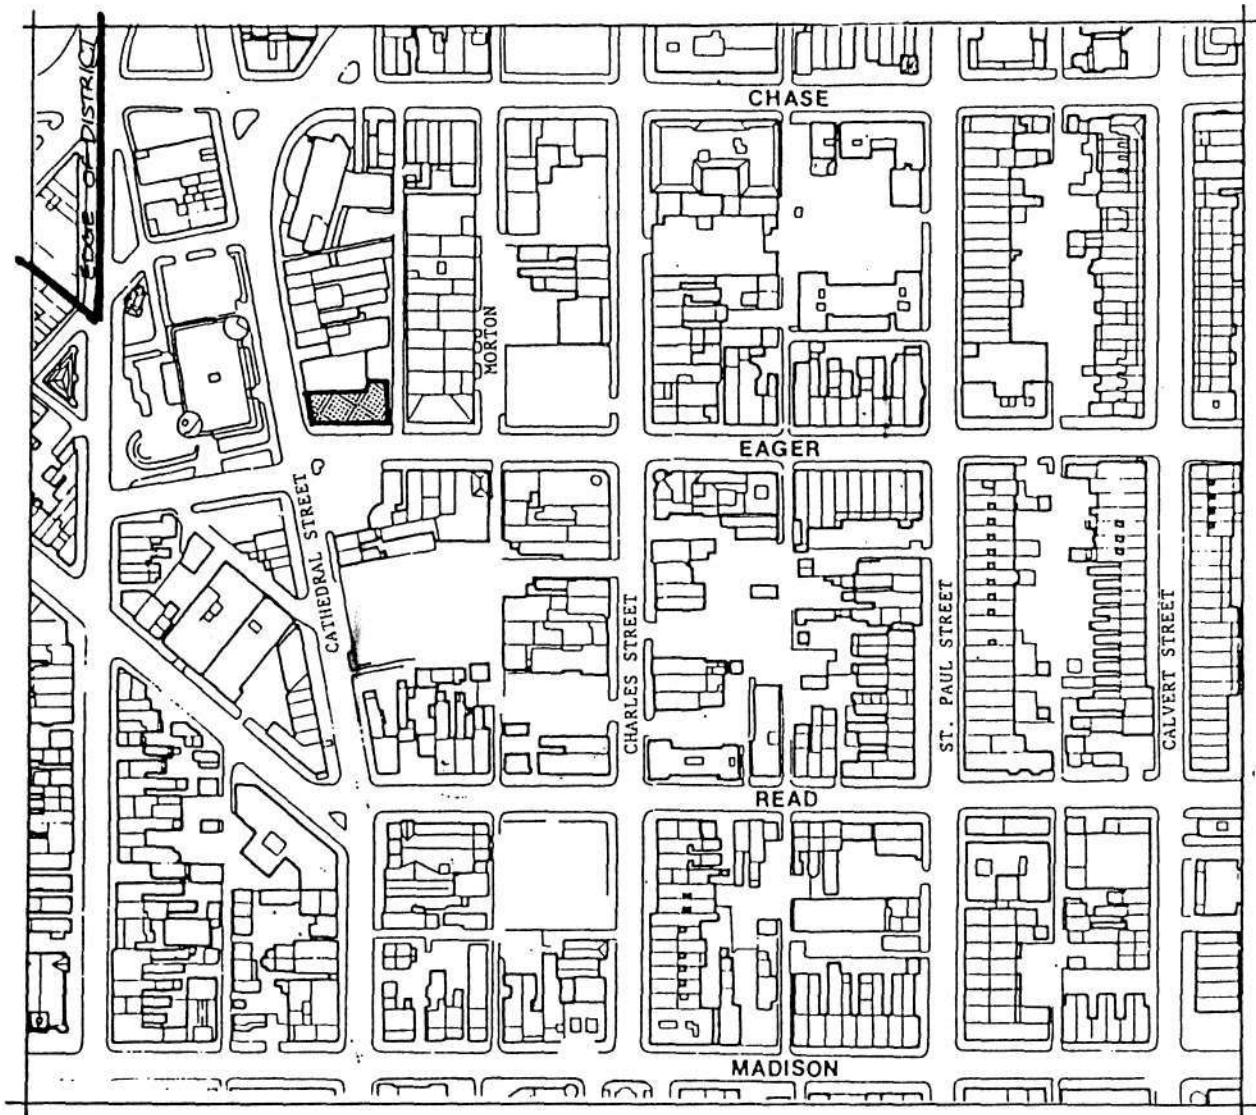 EDGE OF DISTRICT
CHASE
MORTON
EAGER
CATHEDRAL STREET
CHARLES STREET
ST. PAUL STREET
CALVERT STREET
READ
MADISON